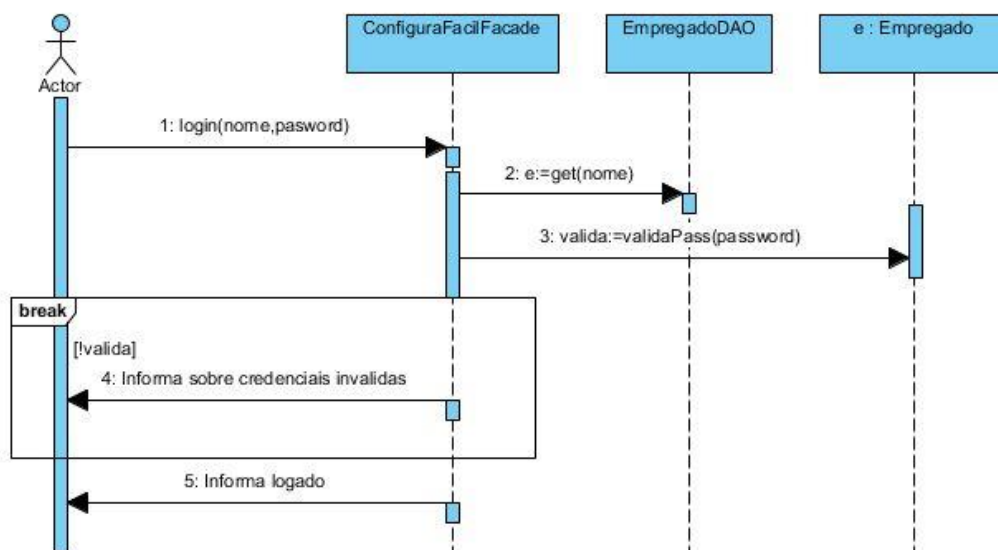 ConfiguraFacilFacade
EmpregadoDAO
e : Empregado
Actor
1: login(nome,pasword)
2: e:=get(nome)
3: valida:=validaPass(password)
break
[!valida]
4: Informa sobre credenciais invalidas
5: Informa logado